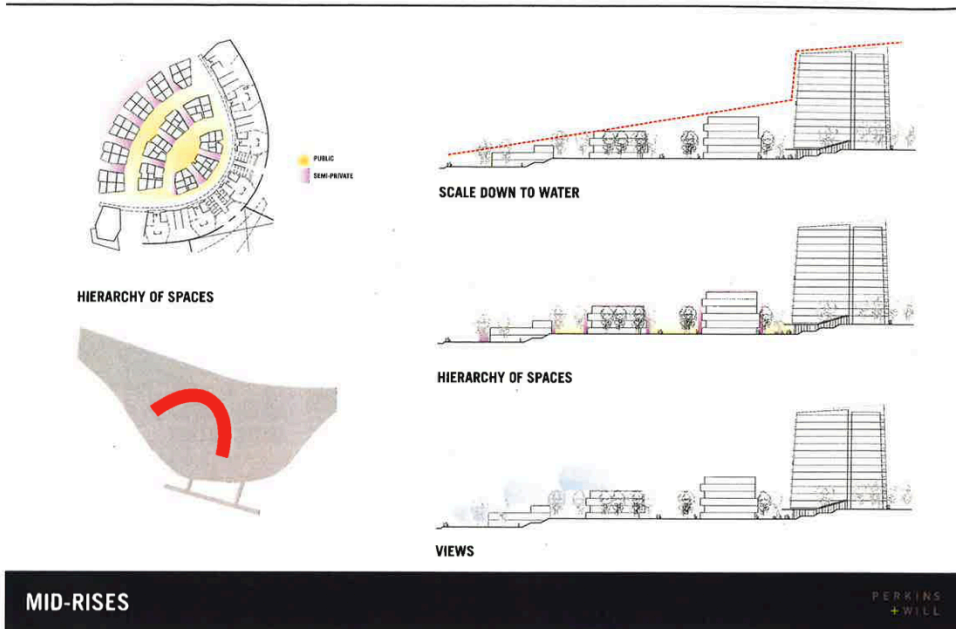 PUBLIC
SEMI-PRIVATE
HIERARCHY OF SPACES
SCALE DOWN TO WATER
HIERARCHY OF SPACES
VIEWS
MID-RISES
PERKINS
+WILL